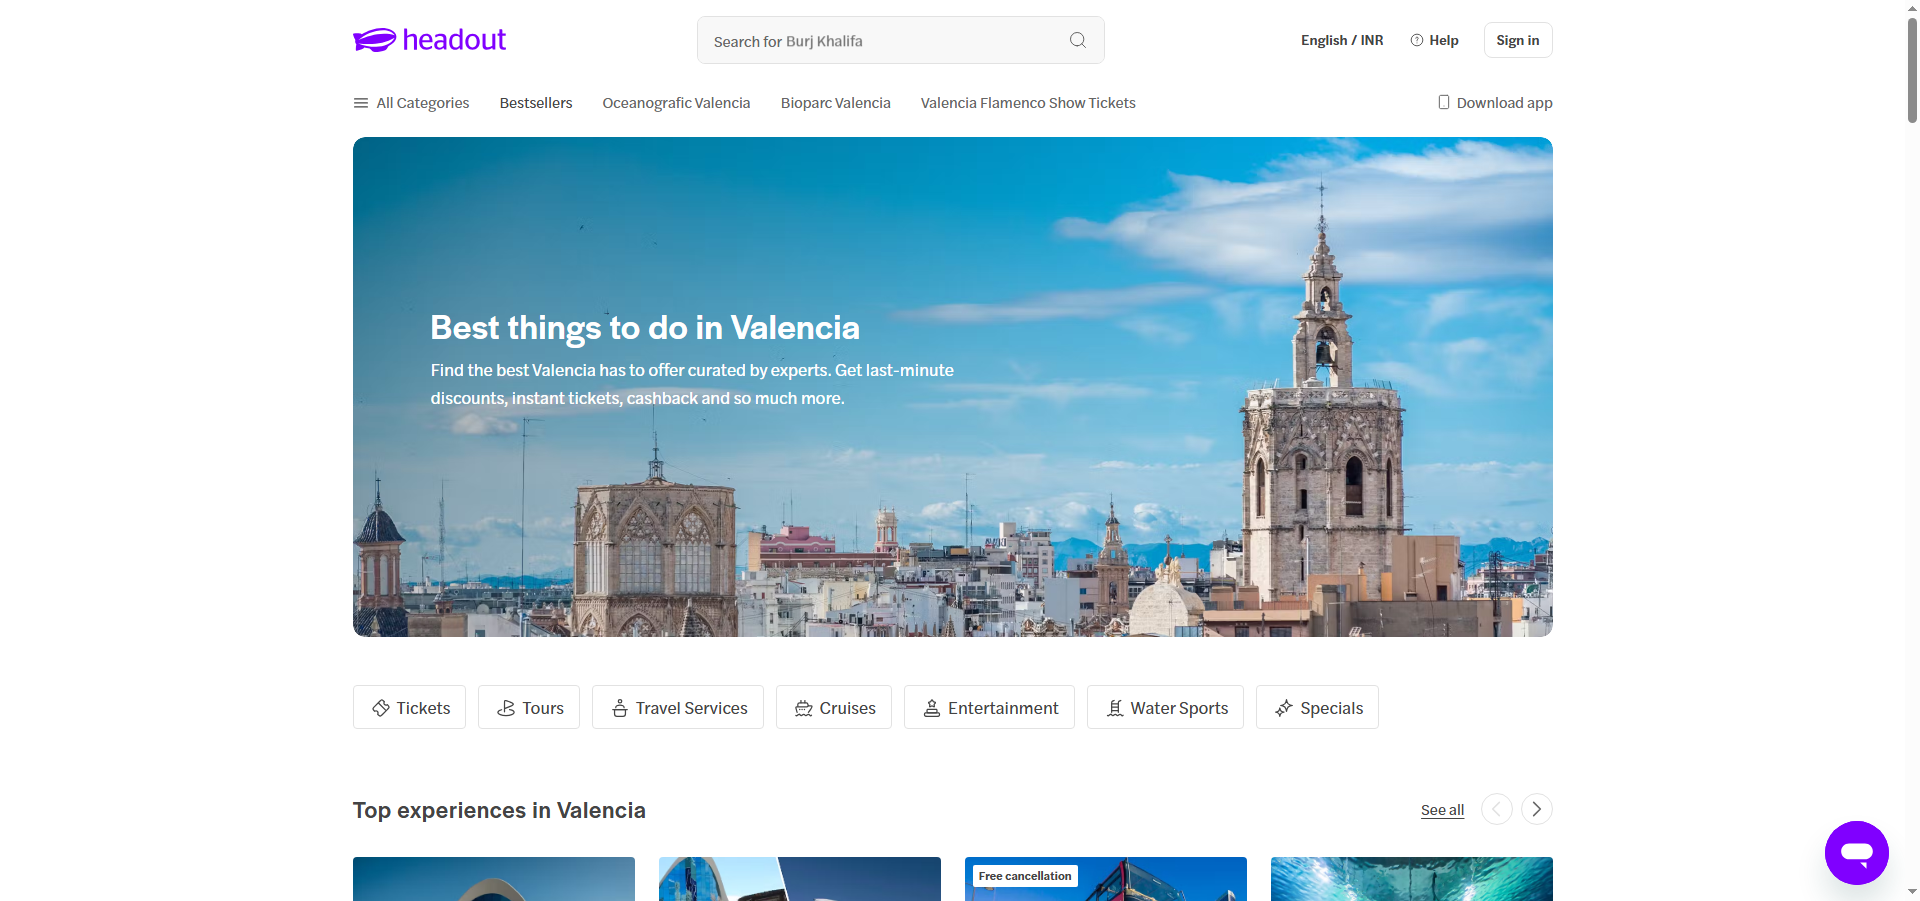 headout
Search for Burj Khalifa
English / INR
Help
Sign in
All Categories
Bestsellers
Oceanografic Valencia
Bioparc Valencia
Valencia Flamenco Show Tickets
Download app
Best things to do in Valencia
Find the best Valencia has to offer curated by experts. Get last-minute
discounts, instant tickets, cashback and so much more.
Tickets
Tours
Travel Services
Cruises
Entertainment
Water Sports
Specials
Top experiences in Valencia
See all
Free cancellation